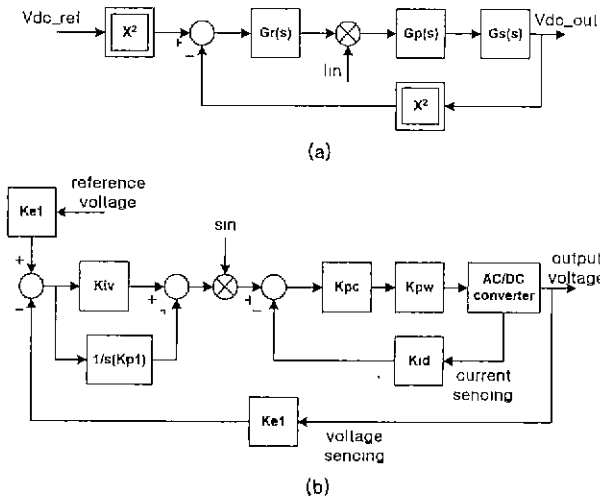 Vdc_ref
X²
+
−
Gr(s)
Iin
Gp(s)
Gs(s)
Vdc_out
X²
(a)
reference
voltage
Ke1
+
−
Kiv
1/s(Kp1)
+
sin
+
−
Kpc
Kpw
AC/DC
converter
output
voltage
Kid
current
sencing
Ke1
voltage
sencing
(b)